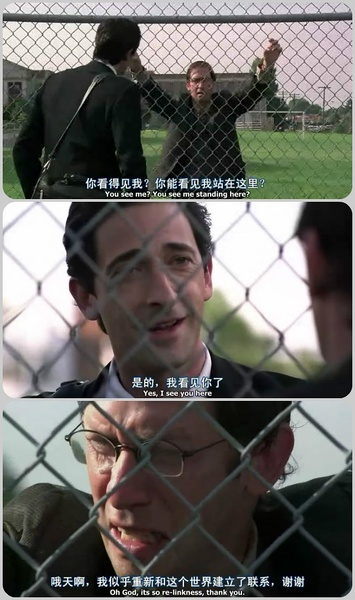 你看得见我？你能看见我站在这里？
You see me? You see me standing here?
是的，我看见你了
Yes, I see you here
哦天啊，我似乎重新和这个世界建立了联系，谢谢
Oh God, its so re-linkness, thank you.